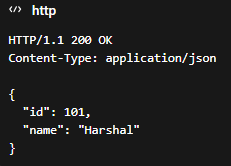 </> http
HTTP/1.1 200 OK
Content-Type: application/json
{
  "id": 101,
  "name": "Harshal"
}